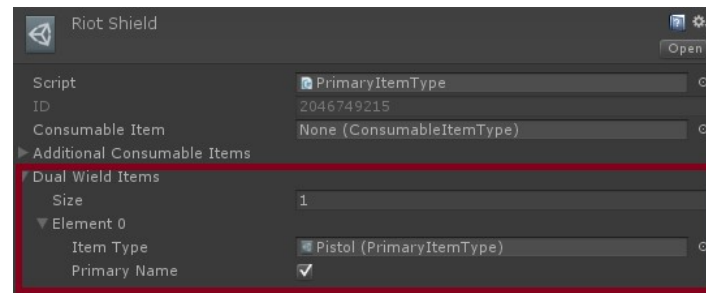 Riot Shield
Open
Script PrimaryItemType
ID 2046749215
Consumable Item None (ConsumableItemType)
Additional Consumable Items
Dual Wield Items
Size 1
Element 0
Item Type Pistol (PrimaryItemType)
Primary Name